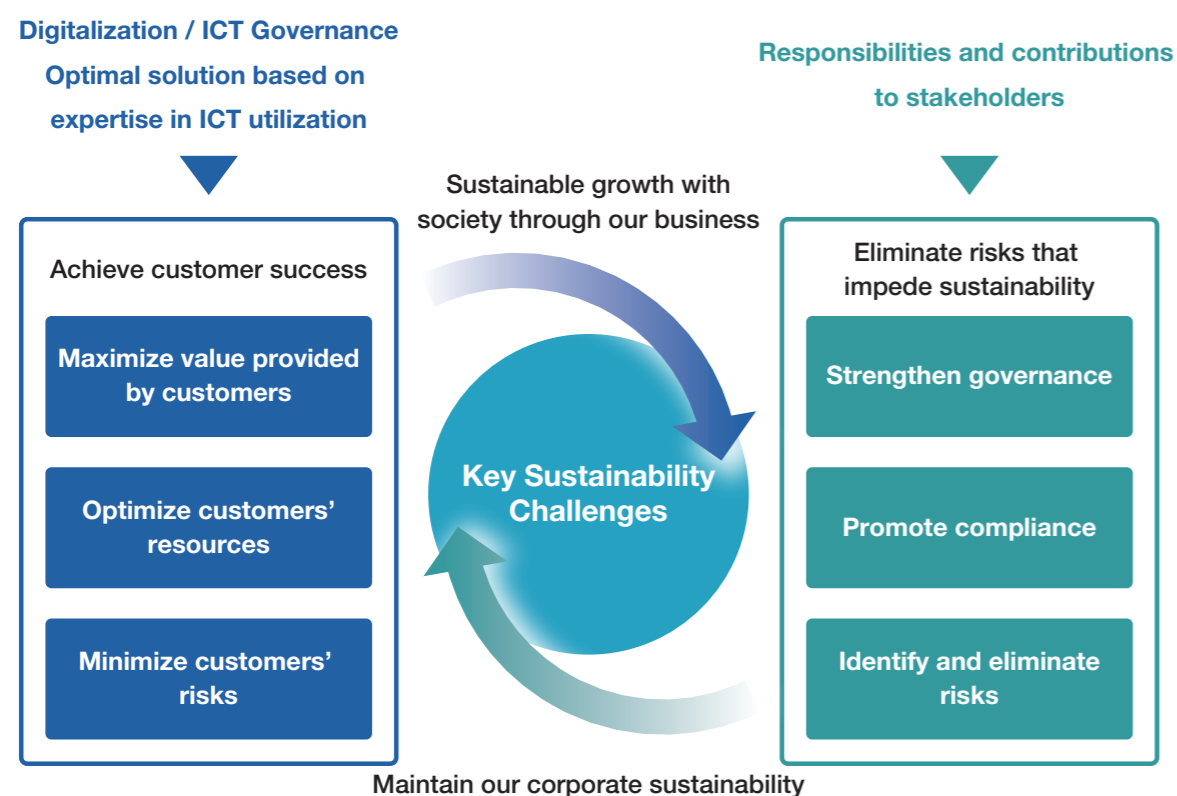 Digitalization / ICT Governance
Optimal solution based on
expertise in ICT utilization
Responsibilities and contributions
to stakeholders
Sustainable growth with
society through our business
Achieve customer success
Maximize value provided
by customers
Optimize customers’
resources
Minimize customers’
risks
Key Sustainability
Challenges
Eliminate risks that
impede sustainability
Strengthen governance
Promote compliance
Identify and eliminate
risks
Maintain our corporate sustainability